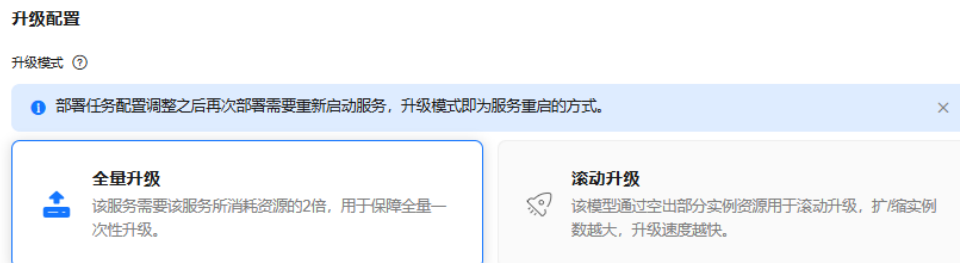 升级配置
升级模式
部署任务配置调整之后再次部署需要重新启动服务，升级模式即为服务重启的方式。
全量升级
该服务需要该服务所消耗资源的2倍，用于保障全量一
次性升级。
滚动升级
该模型通过空出部分实例资源用于滚动升级，扩/缩实例
数越大，升级速度越快。